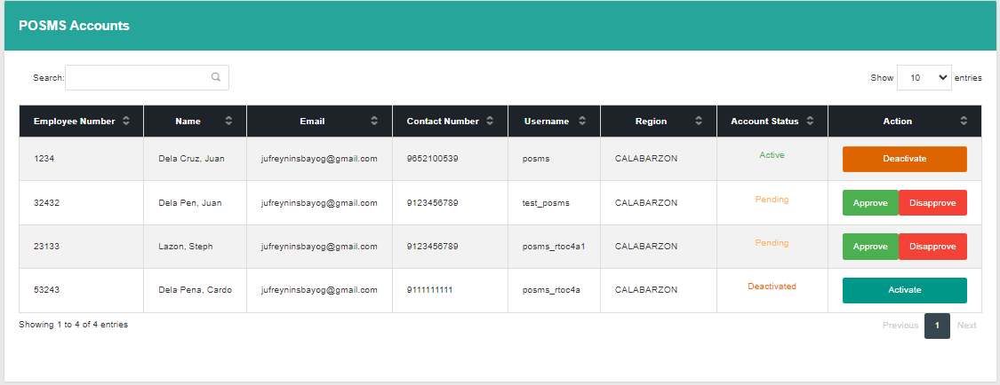 POSMS Accounts
Search:
Show 10 entries
Employee Number Name Email Contact Number Username Region Account Status Action
1234 Dela Cruz, Juan jufreyninsbayog@gmail.com 9652100539 posms CALABARZON Active Deactivate
32432 Dela Pen, Juan jufreyninsbayog@gmail.com 9123456789 test_posms CALABARZON Pending Approve Disapprove
23133 Lazon, Steph jufreyninsbayog@gmail.com 9123456789 posms_rtoc4a1 CALABARZON Pending Approve Disapprove
53243 Dela Pena, Cardo jufreyninsbayog@gmail.com 9111111111 posms_rtoc4a CALABARZON Deactivated Activate
Showing 1 to 4 of 4 entries Previous 1 Next